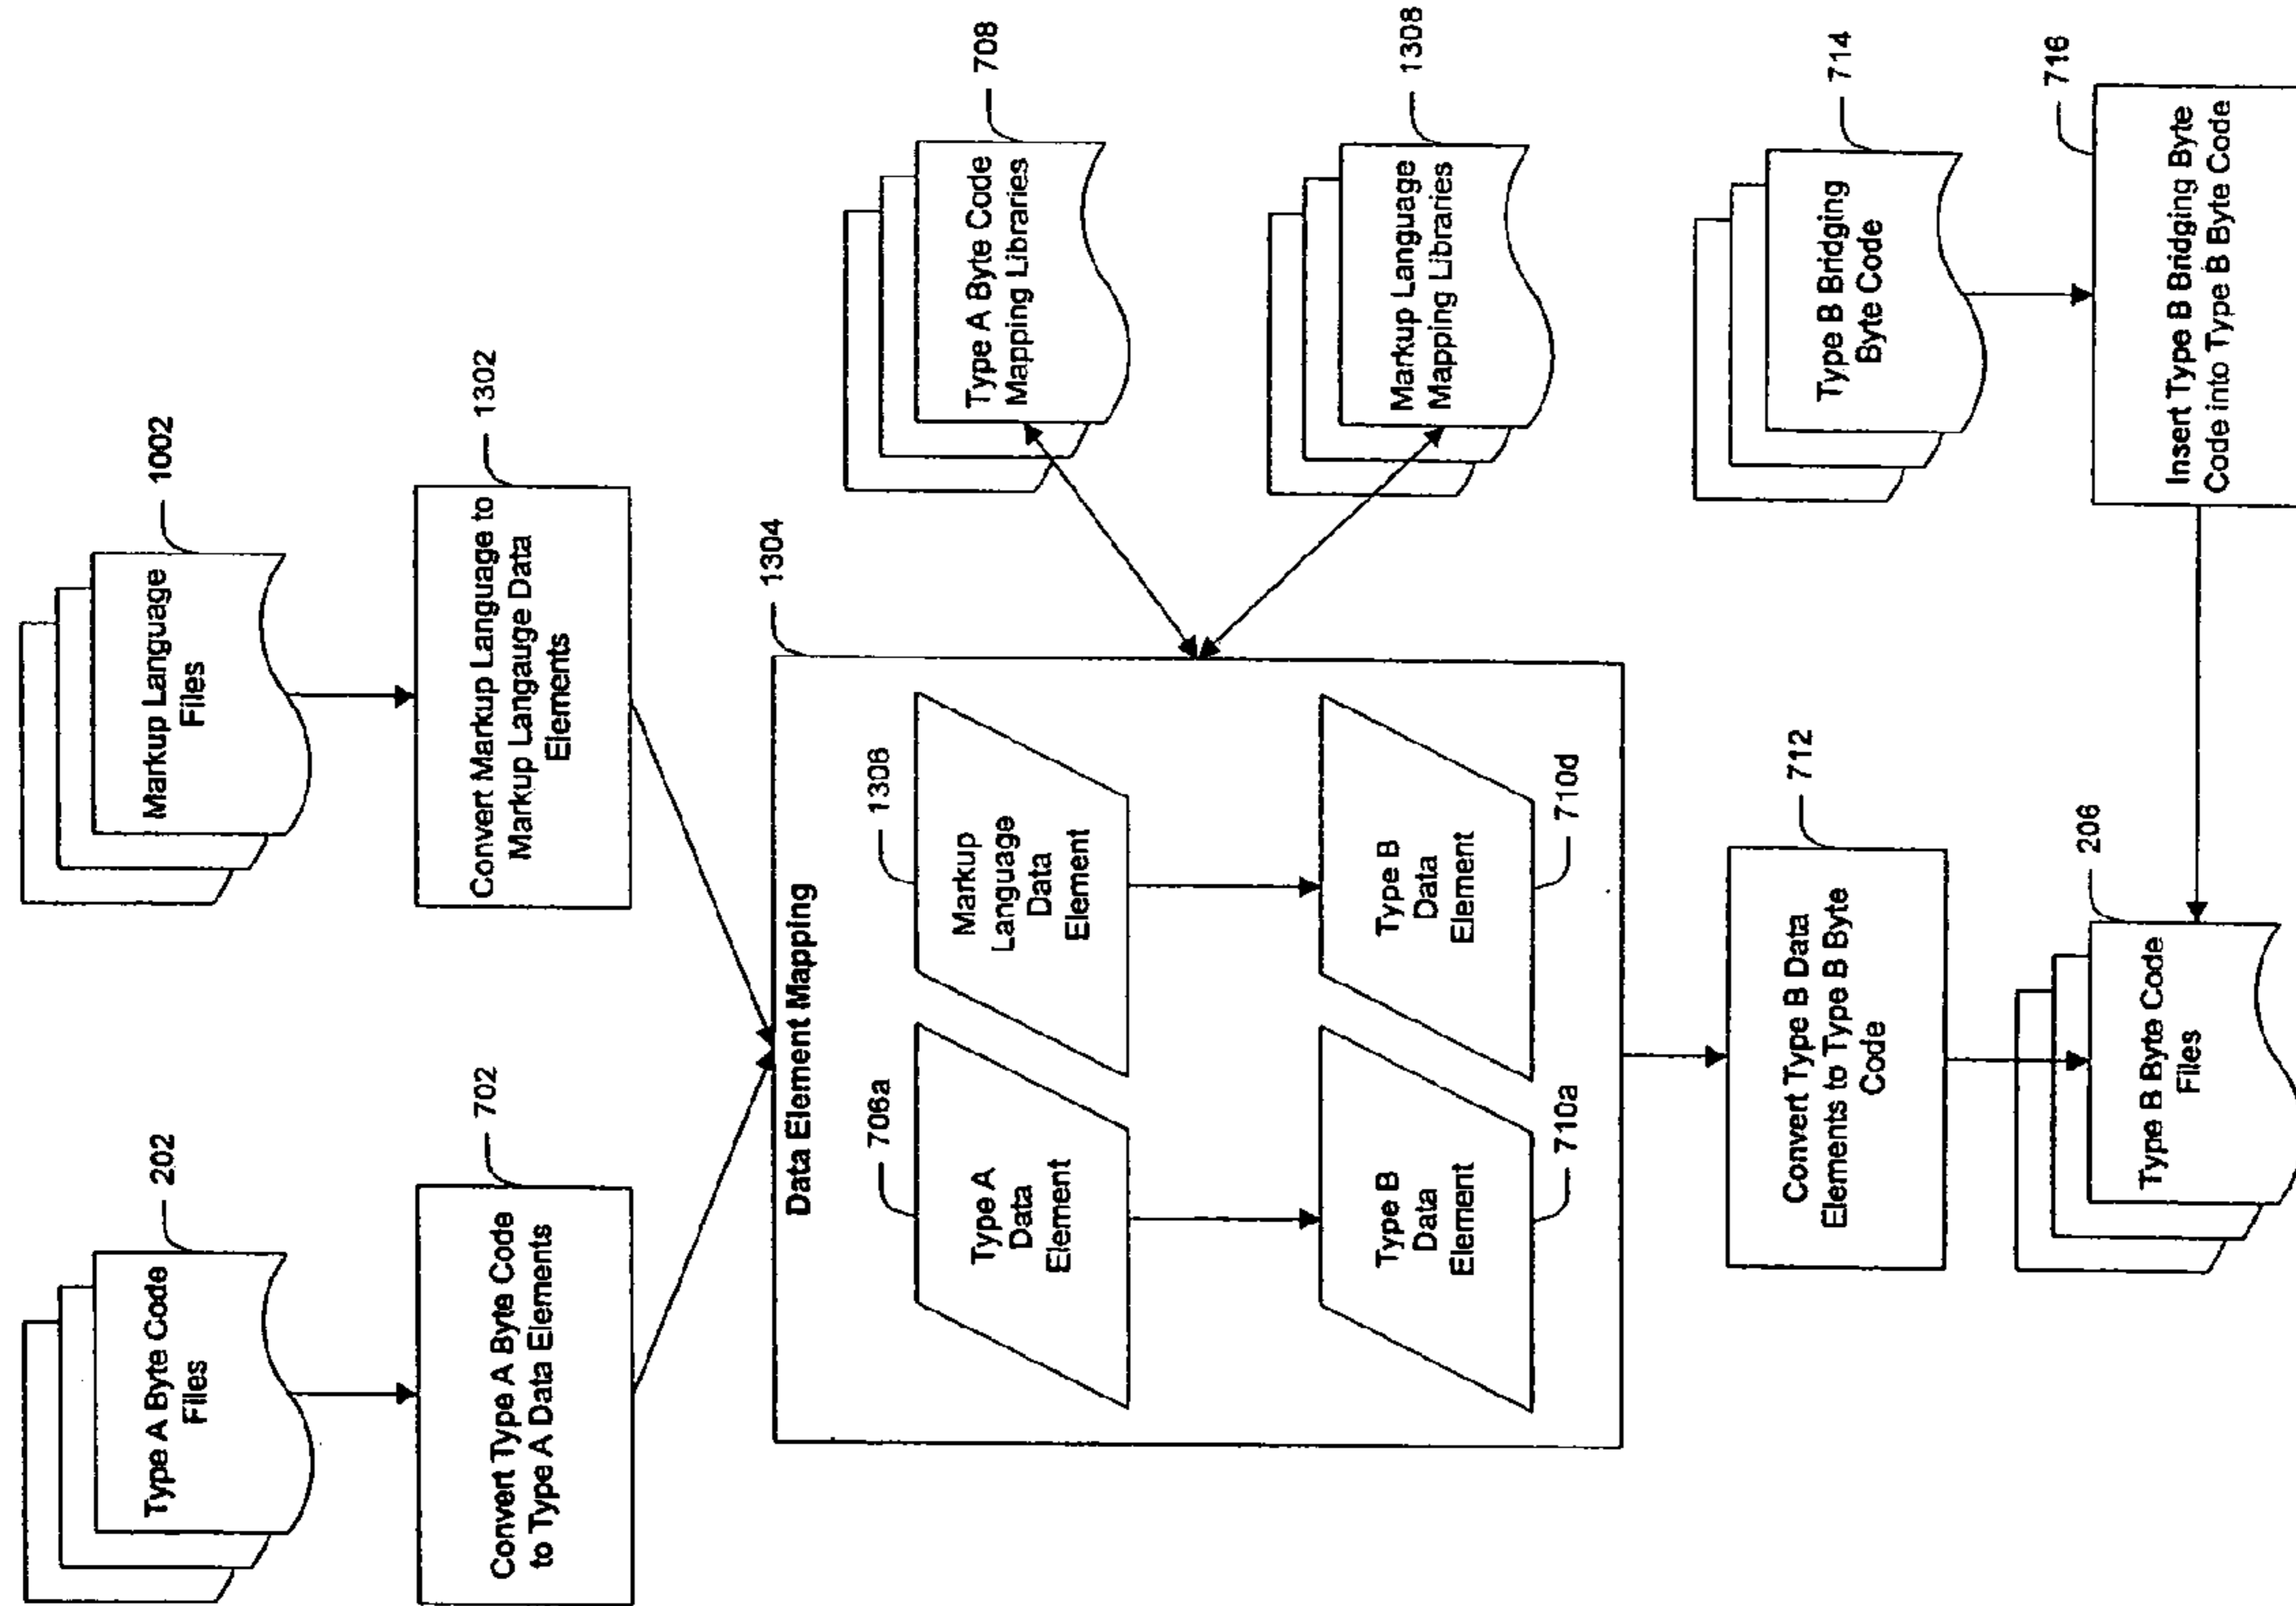 Type A Byte Code
Files
202
Markup Language
Files
1002
Convert Type A Byte Code
to Type A Data Elements
702
Convert Markup Language to
Markup Langauge Data
Elements
1302
Data Element Mapping
1304
Type A
Data
Element
706a
Markup
Language
Data
Element
1306
Type B
Data
Element
710a
Type B
Data
Element
710d
Type A Byte Code
Mapping Libraries
708
Markup Language
Mapping Libraries
1308
Convert Type B Data
Elements to Type B Byte
Code
712
Type B Bridging
Byte Code
714
Type B Byte Code
Files
206
Insert Type B Bridging Byte
Code into Type B Byte Code
716